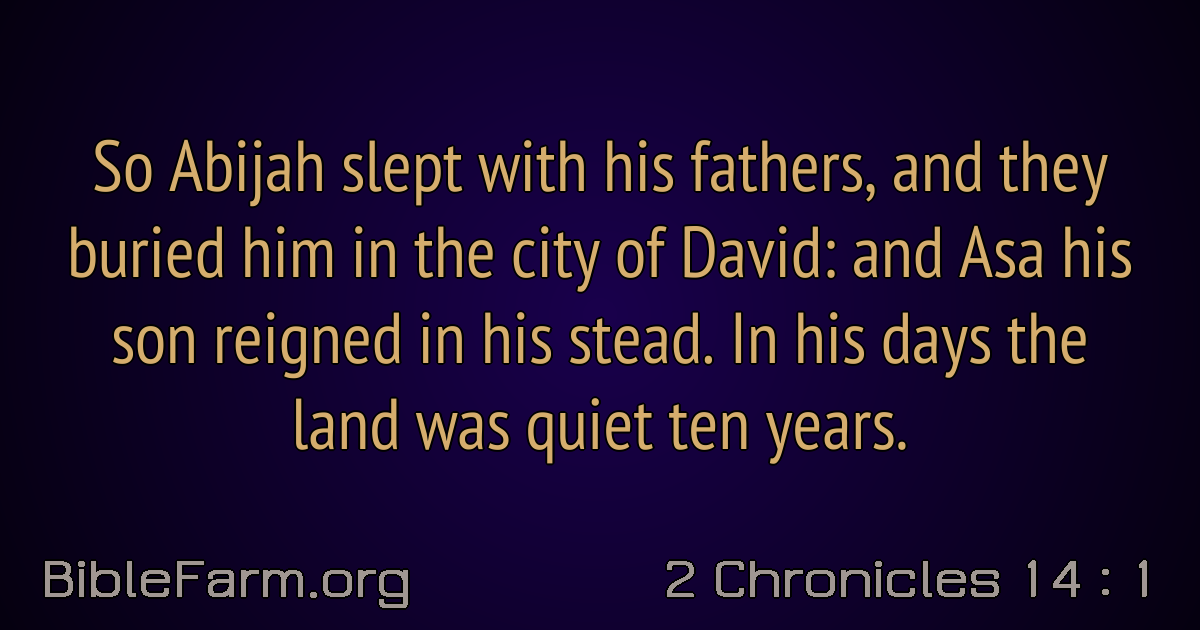 So Abijah slept with his fathers, and they
buried him in the city of David: and Asa his
son reigned in his stead. In his days the
land was quiet ten years.
BibleFarm.org
2 Chronicles 14 : 1